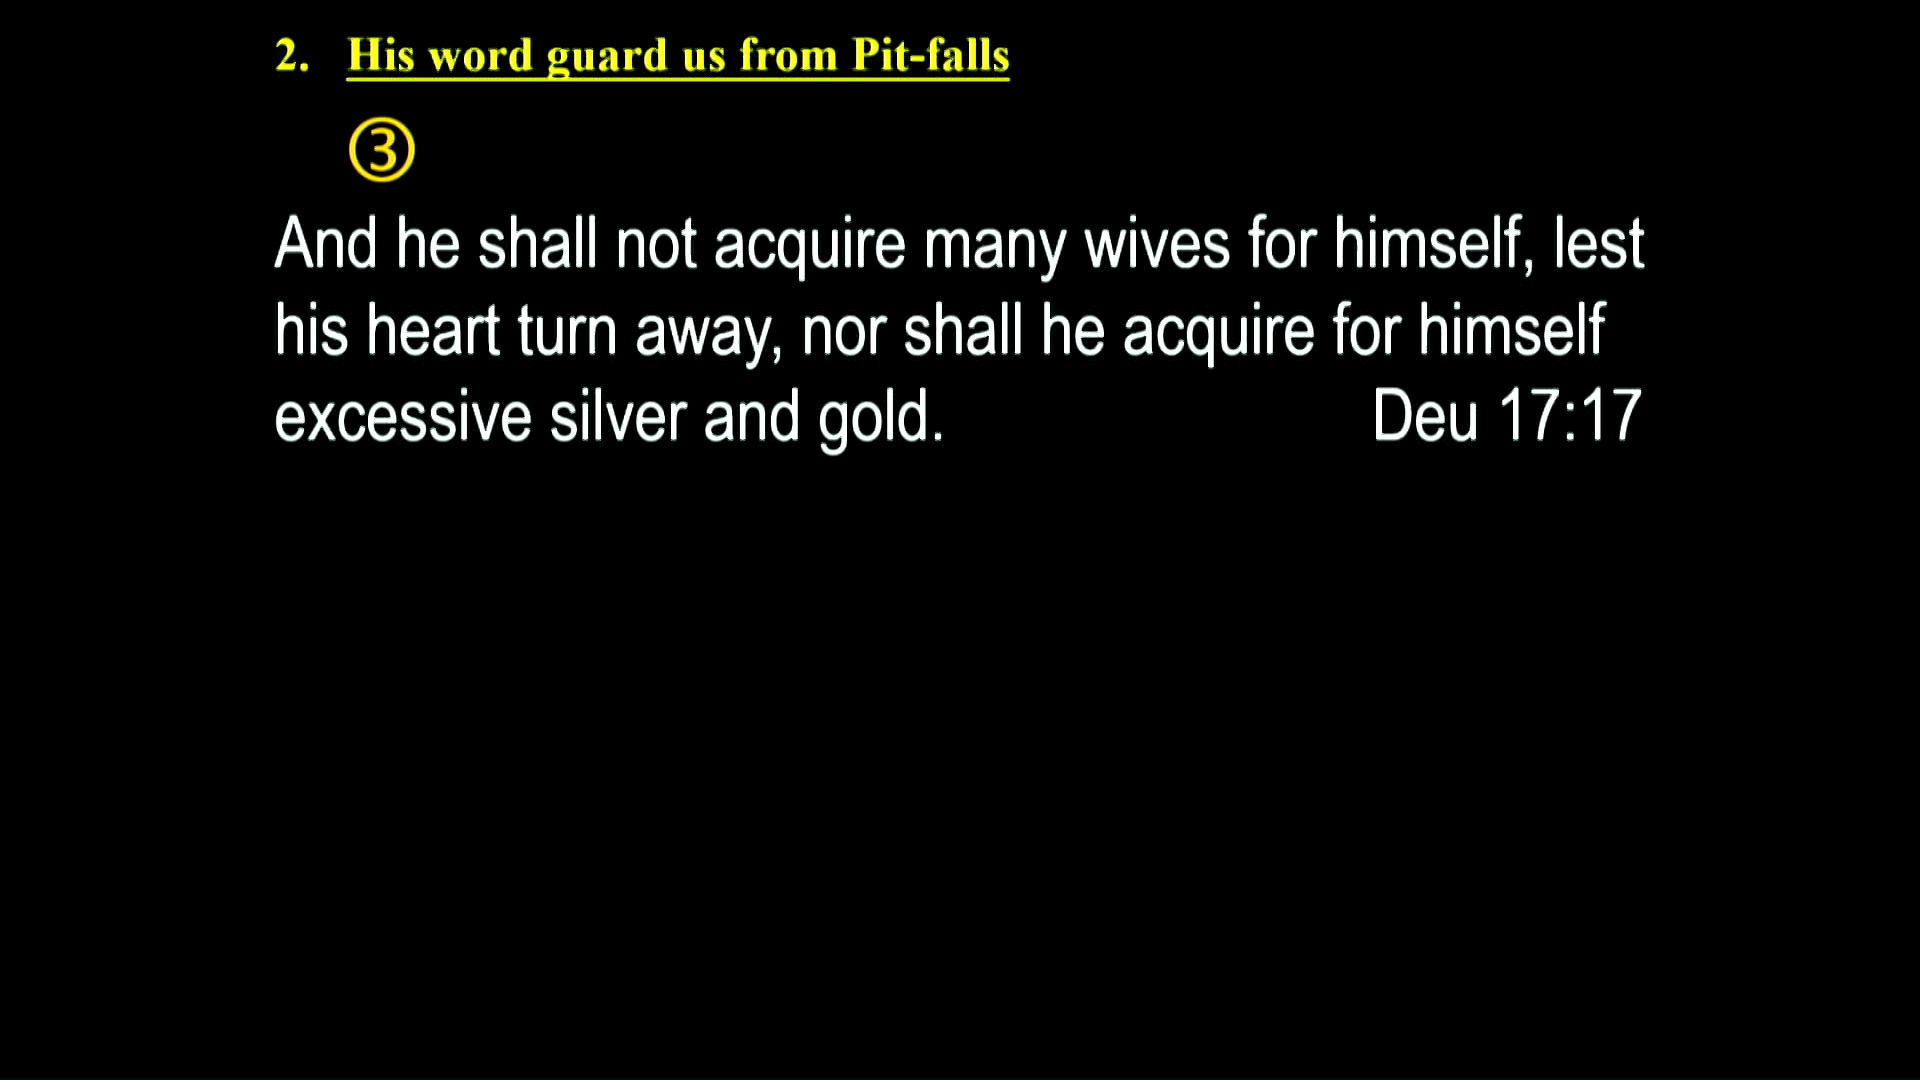 2. His word guard us from Pit-falls
③
And he shall not acquire many wives for himself, lest
his heart turn away, nor shall he acquire for himself
excessive silver and gold. Deu 17:17